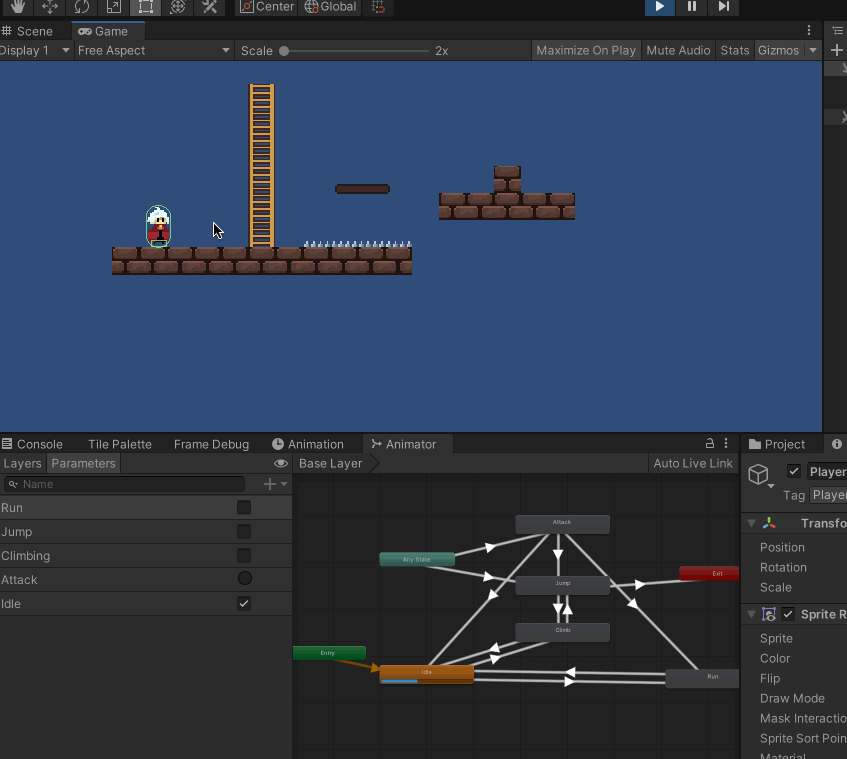 Center Global
Scene Game
Display 1 Free Aspect Scale 2x Maximize On Play Mute Audio Stats Gizmos
Console Tile Palette Frame Debug Animation Animator Project
Layers Parameters Base Layer Auto Live Link
Name
Player
Tag Player
Run
Jump
Climbing
Attack
Idle
Attack
Any State
Jump
Exit
Climb
Entry
Idle
Run
Transfo
Position
Rotation
Scale
Sprite R
Sprite
Color
Flip
Draw Mode
Mask Interactio
Sprite Sort Poin
Material